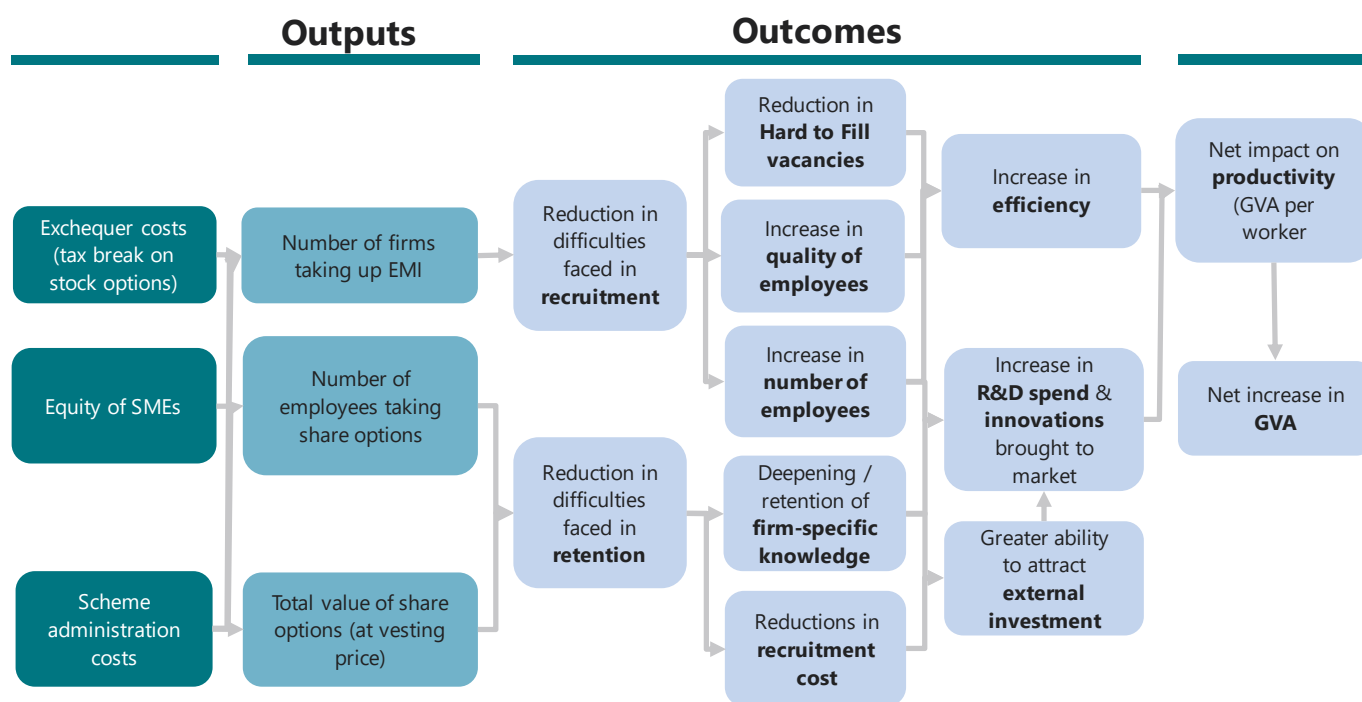 Outputs
Outcomes
Exchequer costs
(tax break on
stock options)
Equity of SMEs
Scheme
administration
costs
Number of firms
taking up EMI
Number of
employees taking
share options
Total value of share
options (at vesting
price)
Reduction in
difficulties
faced in
recruitment
Reduction in
difficulties
faced in
retention
Reduction in
Hard to Fill
vacancies
Increase in
quality of
employees
Increase in
number of
employees
Deepening /
retention of
firm-specific
knowledge
Reductions in
recruitment
cost
Increase in
efficiency
Increase in
R&D spend &
innovations
brought to
market
Greater ability
to attract
external
investment
Net impact on
productivity
(GVA per
worker
Net increase in
GVA